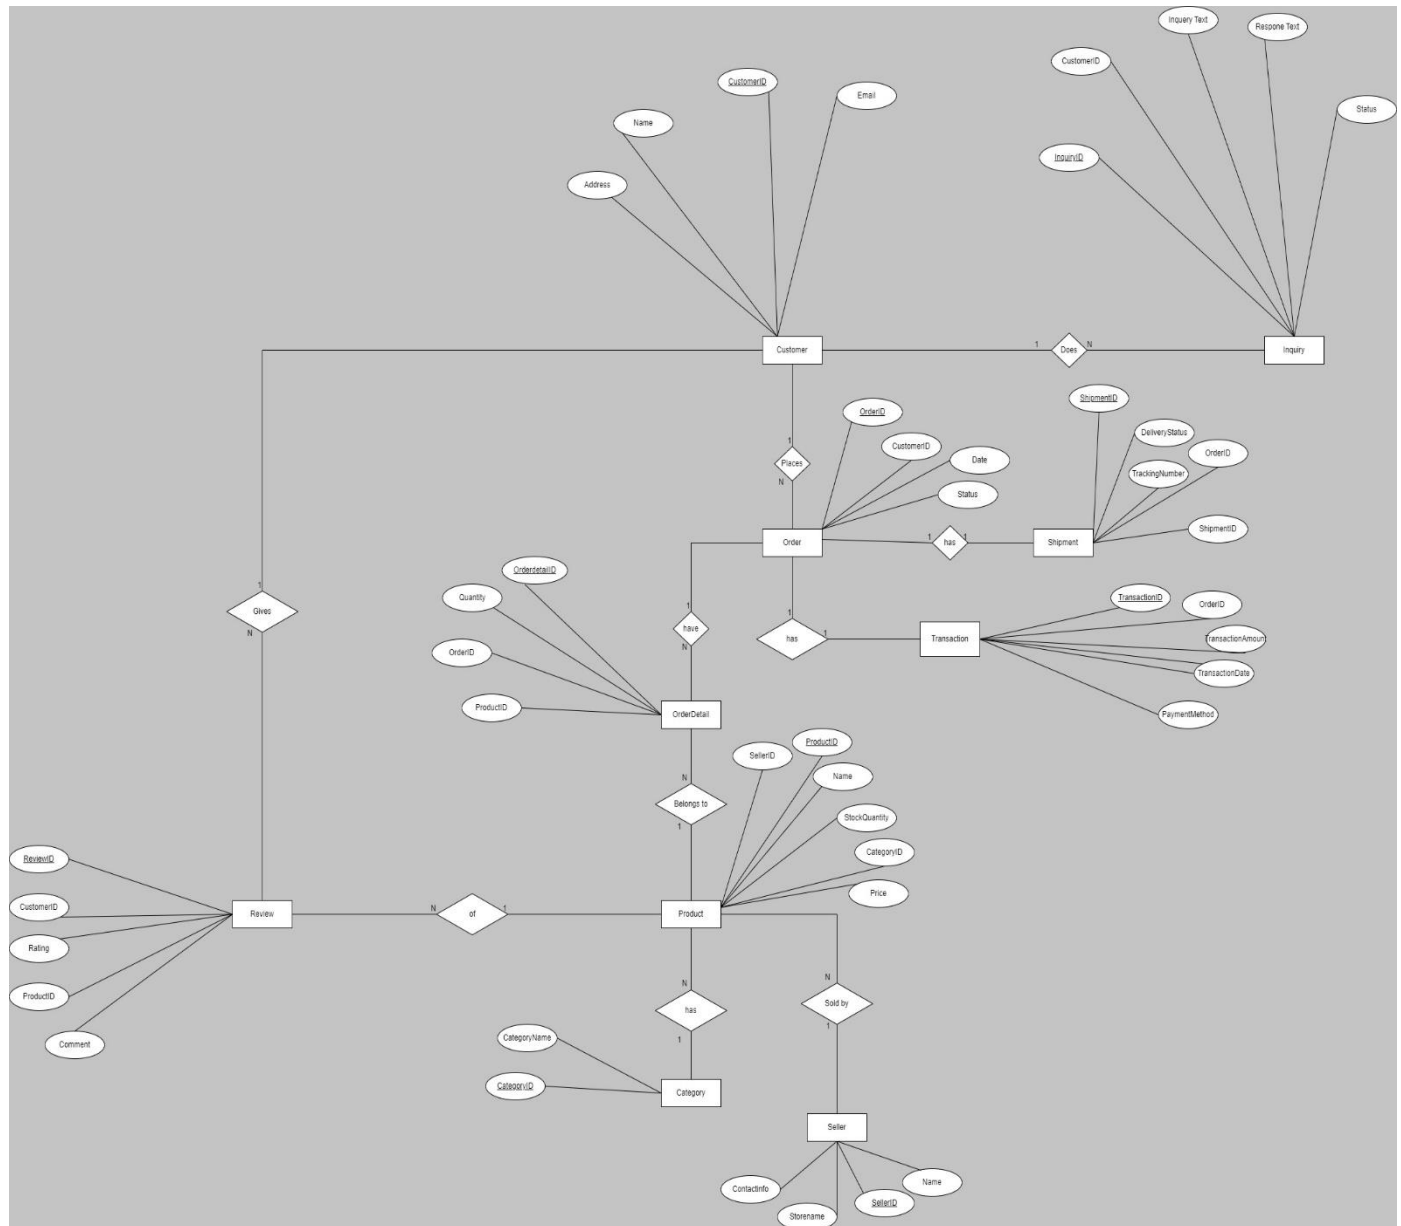 Inquery Text
Respone Text
CustomerID
CustomerID
Email
Status
Name
InquiryID
Address
Customer
1
Does
N
Inquiry
ShipmentID
OrderID
DeliveryStatus
1
CustomerID
OrderID
Places
Date
TrackingNumber
N
Status
ShipmentID
Order
1
has
1
Shipment
OrderdetailID
1
Quantity
TransactionID
OrderID
Gives
1
1
have
N
N
has
1
Transaction
TransactionAmount
OrderID
TransactionDate
ProductID
OrderDetail
PaymentMethod
SellerID
ProductID
Name
N
Belongs to
1
StockQuantity
CategoryID
Price
ReviewID
CustomerID
Rating
ProductID
Comment
Review
N
of
1
Product
N
has
1
N
Sold by
1
CategoryName
CategoryID
Category
Seller
ContactInfo
Storename
SellerID
Name